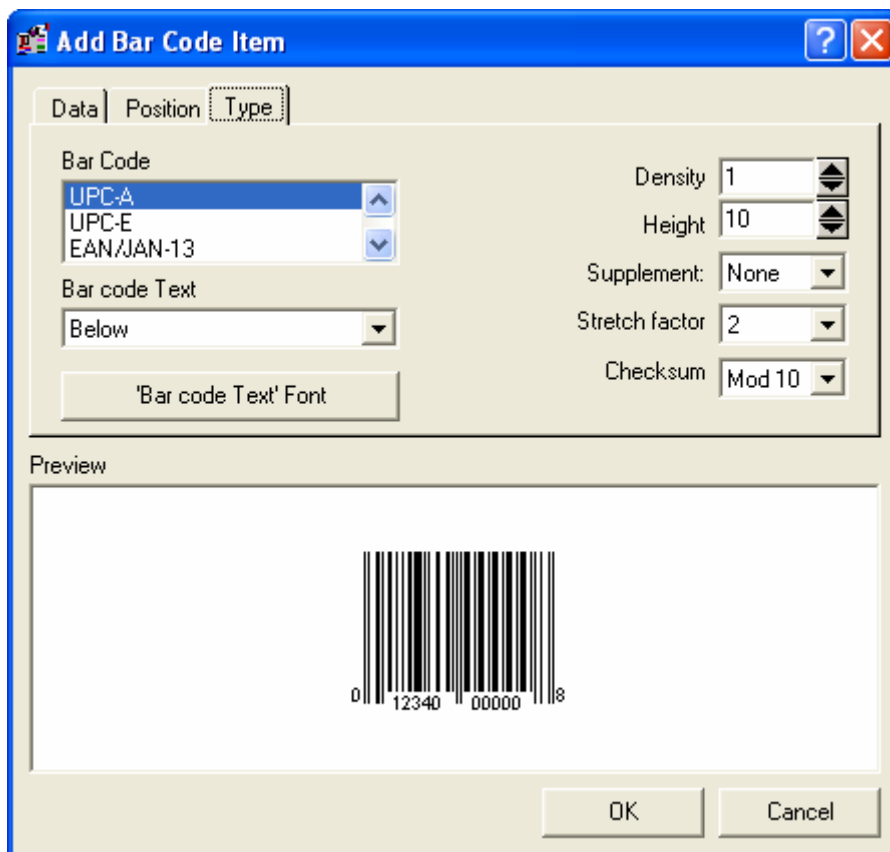 Add Bar Code Item
Data Position Type
Bar Code
UPC-A
UPC-E
EAN/JAN-13
Bar code Text
Below
'Bar code Text' Font
Density 1
Height 10
Supplement: None
Stretch factor 2
Checksum Mod 10
Preview
0 12340 00000 8
OK Cancel